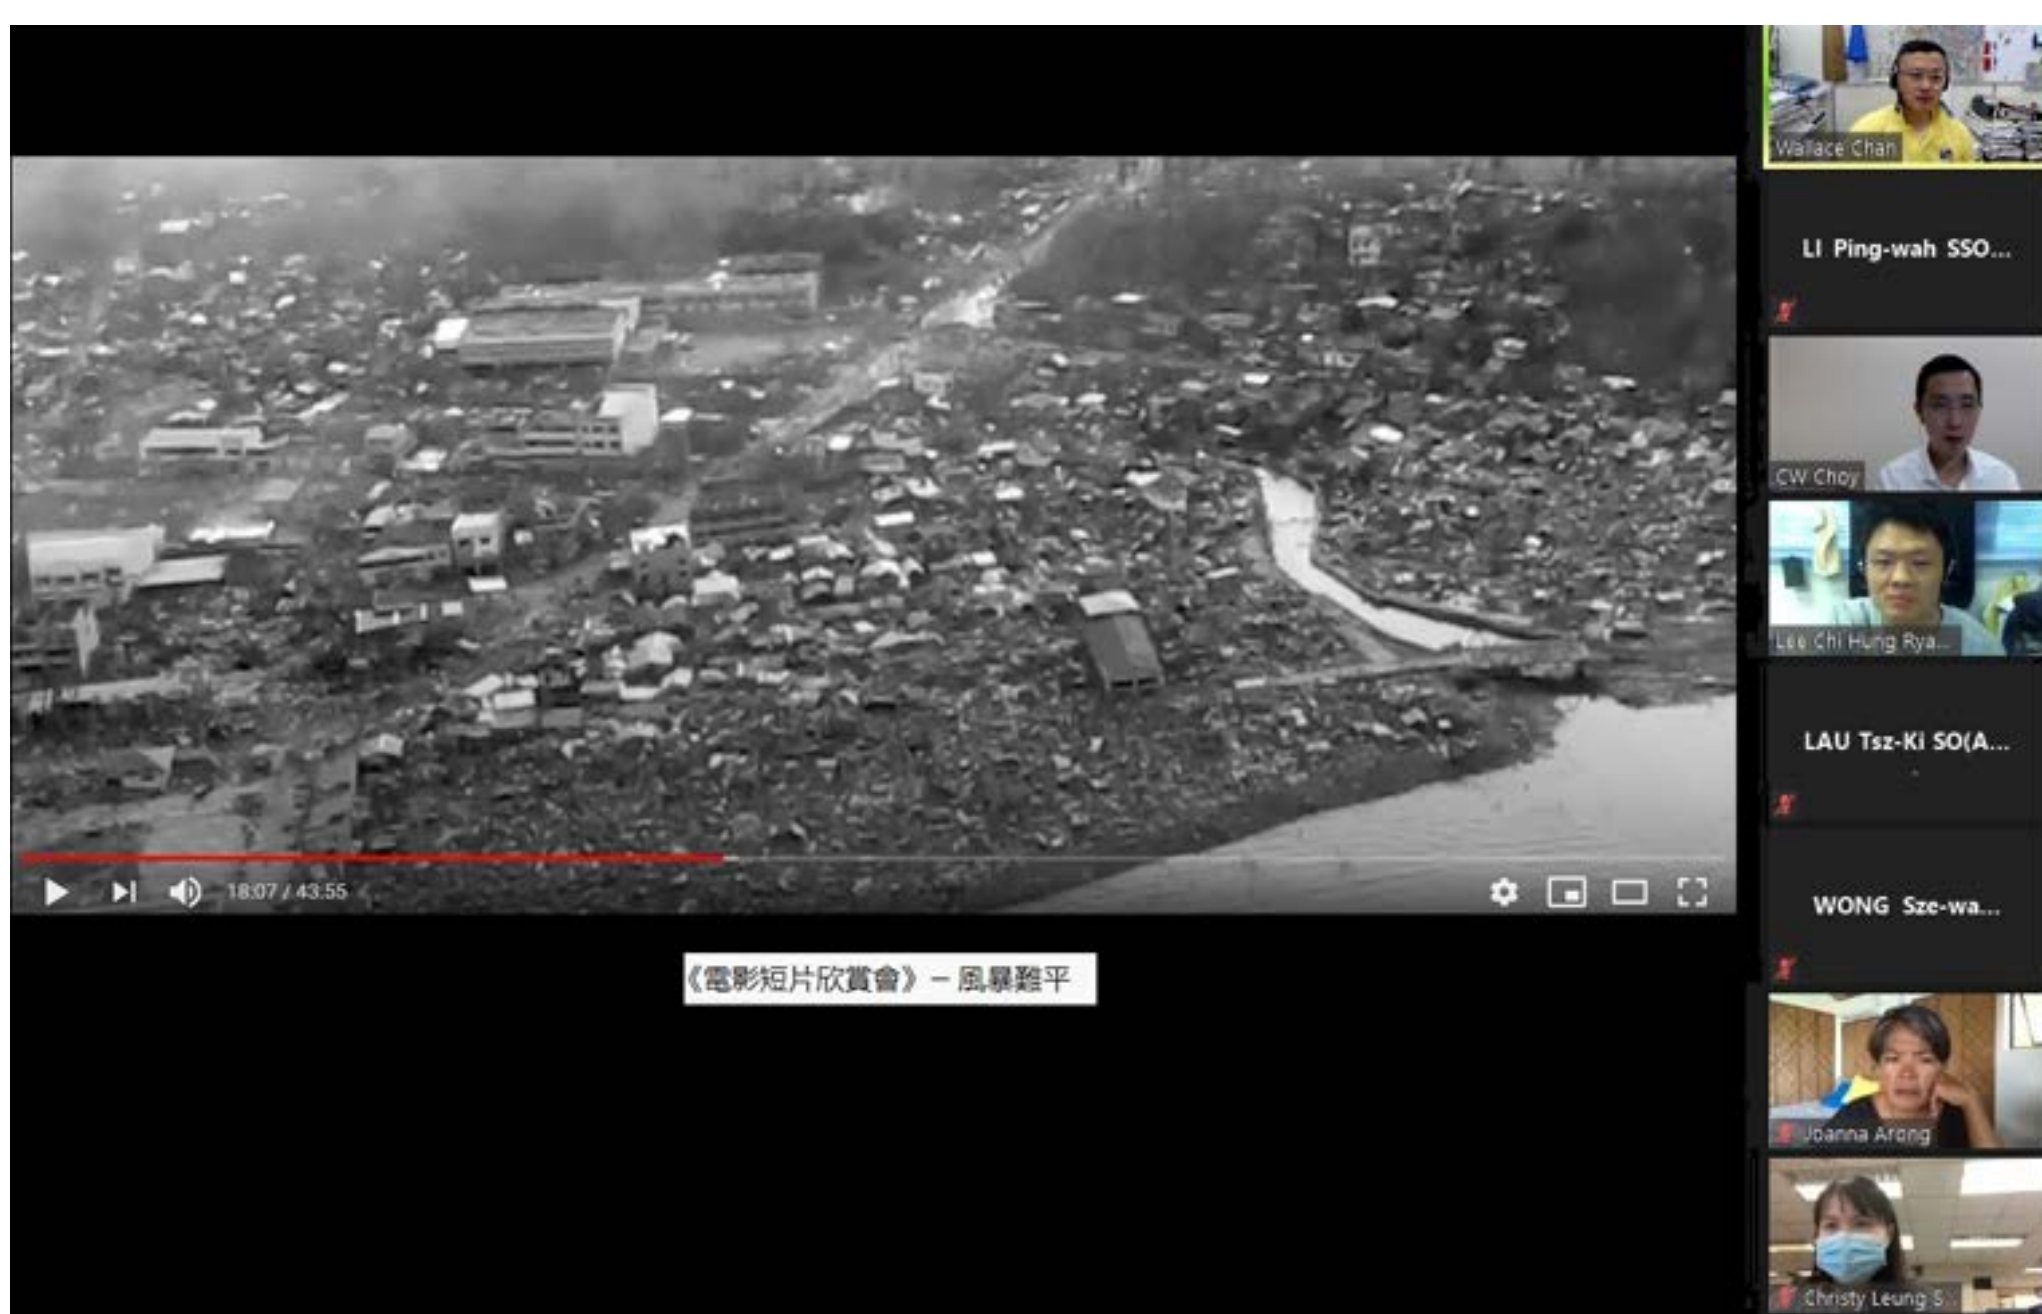 Wallace Chan
LI Ping-wah SSO...
CW Choy
Lee Chi Hung Rya...
LAU Tsz-Ki SO(A...
WONG Sze-wa...
Joanna Arong
Christy Leung S
18:07 / 43:55
《電影短片欣賞會》– 風暴難平